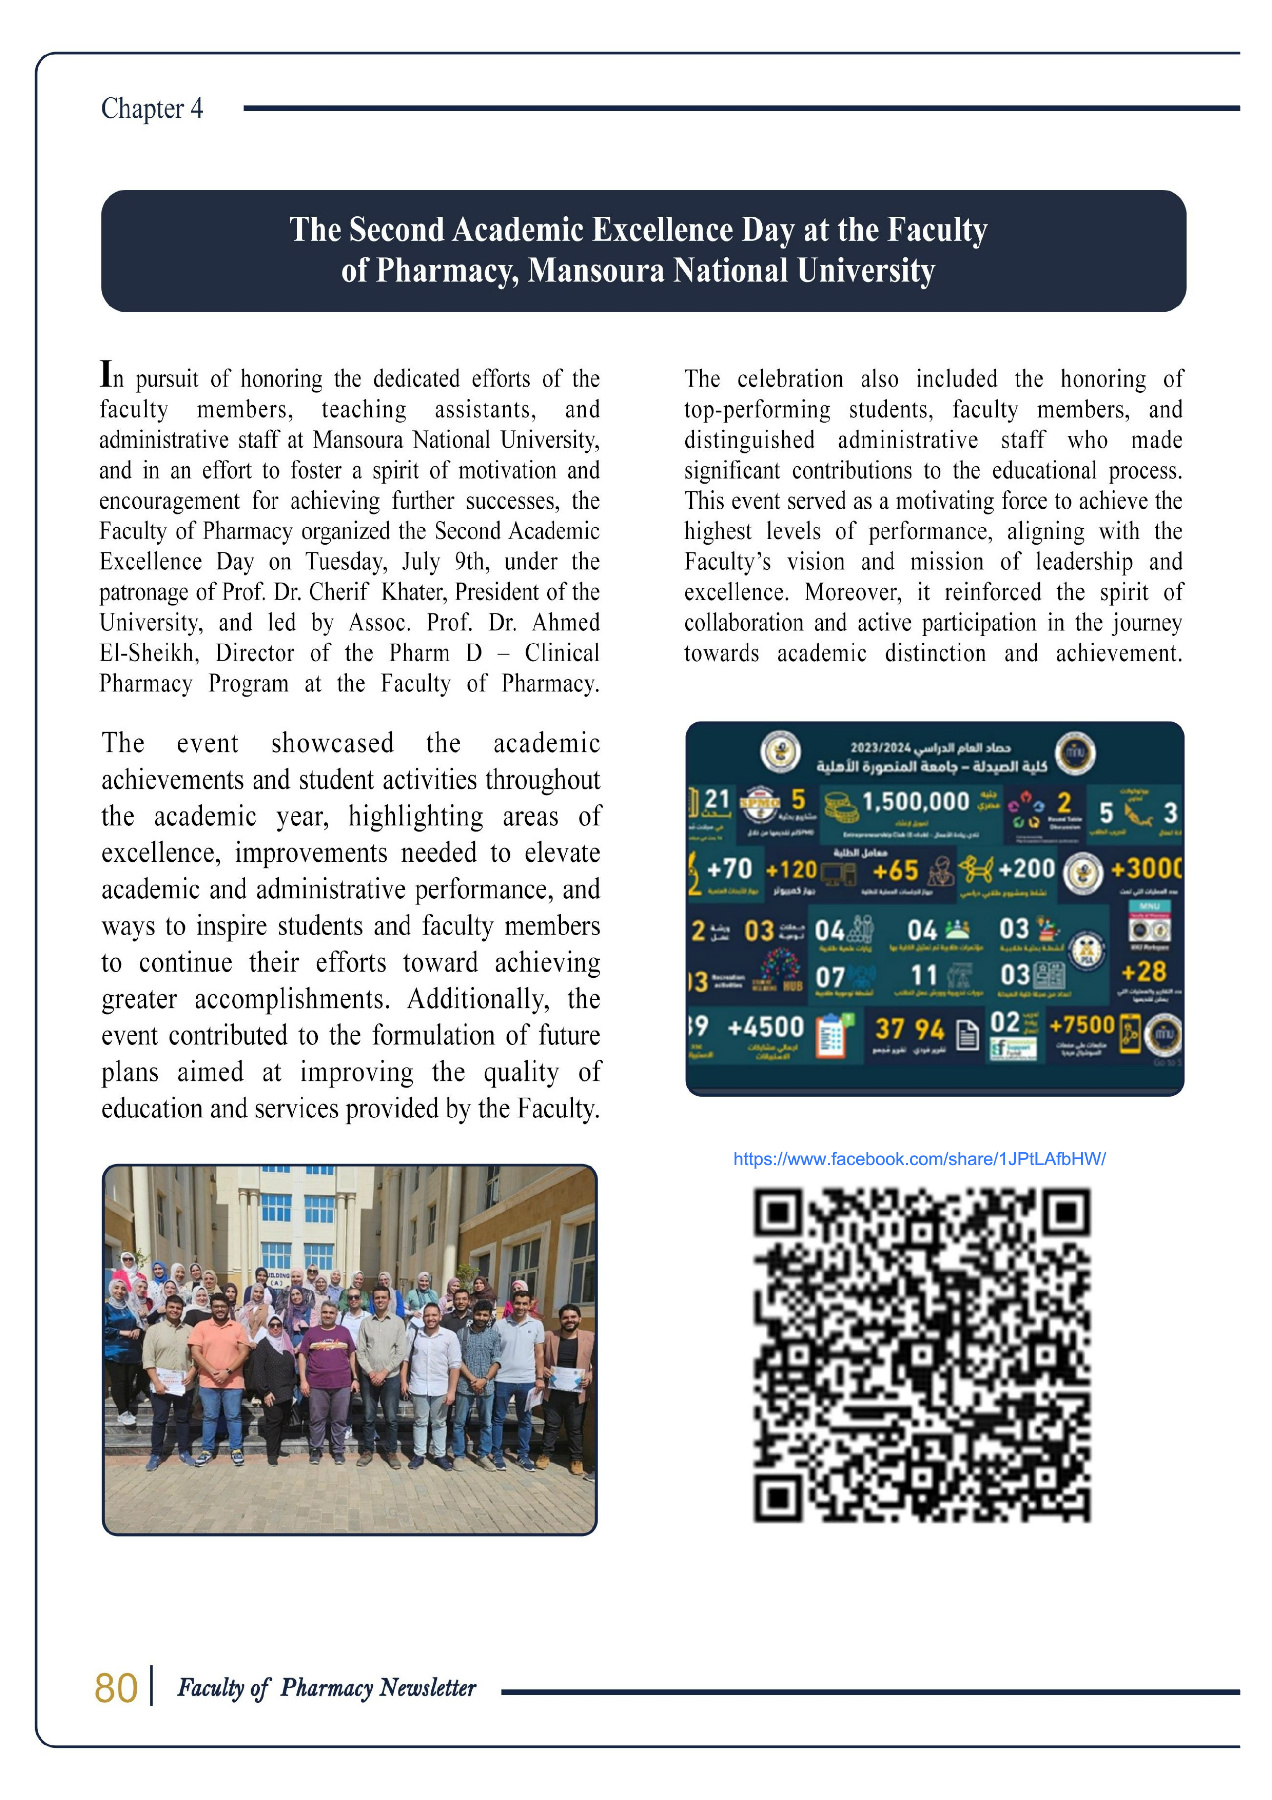 Chapter 4
The Second Academic Excellence Day at the Faculty
of Pharmacy, Mansoura National University
In pursuit of honoring the dedicated efforts of the
faculty members, teaching assistants, and
administrative staff at Mansoura National University,
and in an effort to foster a spirit of motivation and
encouragement for achieving further successes, the
Faculty of Pharmacy organized the Second Academic
Excellence Day on Tuesday, July 9th, under the
patronage of Prof. Dr. Cherif Khater, President of the
University, and led by Assoc. Prof. Dr. Ahmed
El-Sheikh, Director of the Pharm D – Clinical
Pharmacy Program at the Faculty of Pharmacy.
The event showcased the academic
achievements and student activities throughout
the academic year, highlighting areas of
excellence, improvements needed to elevate
academic and administrative performance, and
ways to inspire students and faculty members
to continue their efforts toward achieving
greater accomplishments. Additionally, the
event contributed to the formulation of future
plans aimed at improving the quality of
education and services provided by the Faculty.
BUILDING
( A )
The celebration also included the honoring of
top-performing students, faculty members, and
distinguished administrative staff who made
significant contributions to the educational process.
This event served as a motivating force to achieve the
highest levels of performance, aligning with the
Faculty's vision and mission of leadership and
excellence. Moreover, it reinforced the spirit of
collaboration and active participation in the journey
towards academic distinction and achievement.
حصاد العام الدراسي 2023/2024
كلية الصيدلة – جامعة المنصورة الأهلية
21 5 1,500,000 جنيه مصري 2 5 3
معامل الطلبة
+70 +120 +65 +200 +3000
جهاز كمبيوتر
MNU
2 03 04 04 03
03 Recreation activities HUB 07 11 03 +28
39 +4500 37 94 02 +7500
https://www.facebook.com/share/1JPtLAfbHW/
80 Faculty of Pharmacy Newsletter